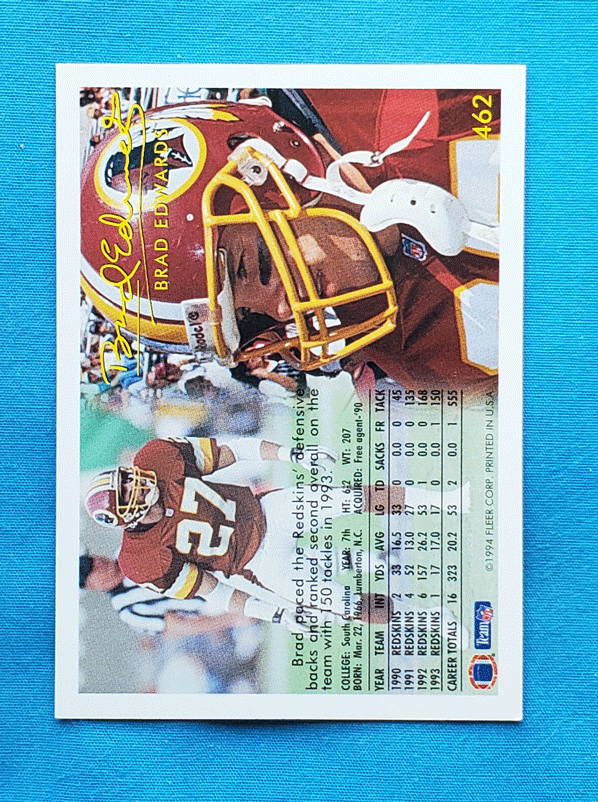 Brad Edwards
BRAD EDWARDS
462
27
Brad paced the Redskins' defensive
backs and ranked second overall on the
team with 150 tackles in 1993.
COLLEGE: South Carolina YEAR: 7th HT: 6-2 WT: 207
BORN: Mar. 22, 1966, Lumberton, N.C. ACQUIRED: Free agent-'90
YEAR TEAM INT YDS AVG LG TD SACKS FR TACK
1990 REDSKINS 2 33 16.5 33 0 0.0 0 45
1991 REDSKINS 4 52 13.0 27 0 0.0 0 135
1992 REDSKINS 6 157 26.2 53 1 0.0 0 168
1993 REDSKINS 1 17 17.0 17 0 0.0 1 150
CAREER TOTALS 16 323 20.2 53 2 0.0 1 555
Team NFL
©1994 FLEER CORP. PRINTED IN U.S.A.